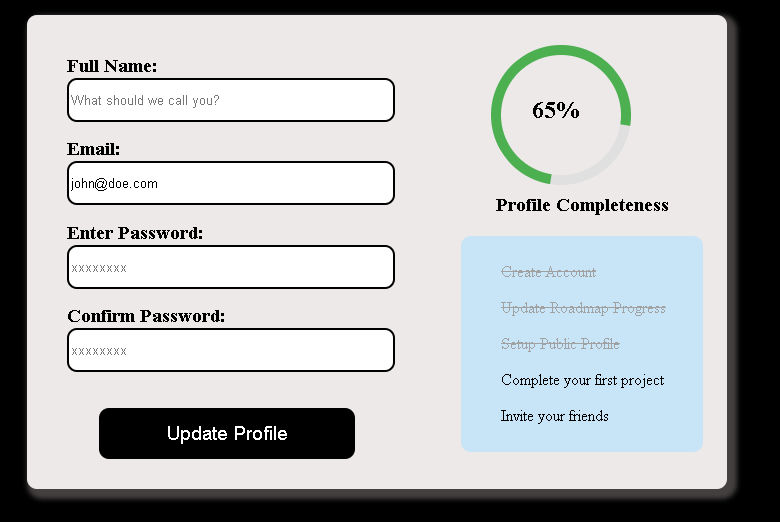 Full Name:
What should we call you?
Email:
john@doe.com
Enter Password:
xxxxxxxx
Confirm Password:
xxxxxxxx
Update Profile
65%
Profile Completeness
Create Account
Update Roadmap Progress
Setup Public Profile
Complete your first project
Invite your friends